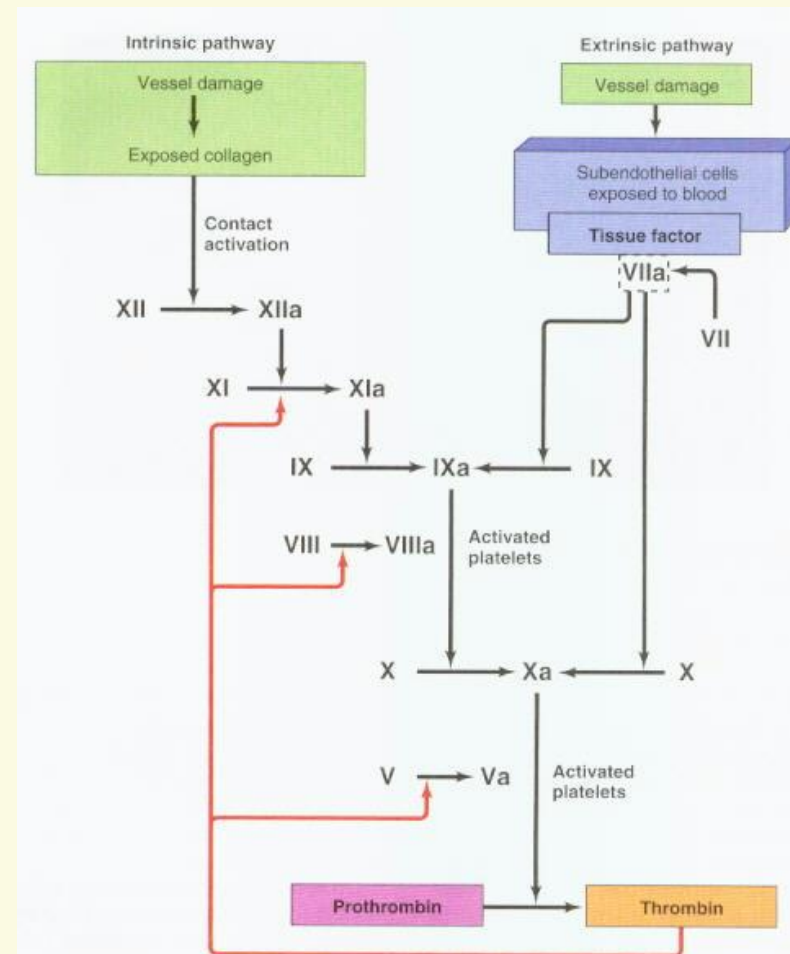 Intrinsic pathway
Extrinsic pathway
Vessel damage
Exposed collagen
Vessel damage
Subendothelial cells
exposed to blood
Tissue factor
Contact
activation
VIIa
VII
XII
XIIa
XI
XIa
IX
IXa
IX
VIII
VIIIa
Activated
platelets
X
Xa
X
V
Va
Activated
platelets
Prothrombin
Thrombin